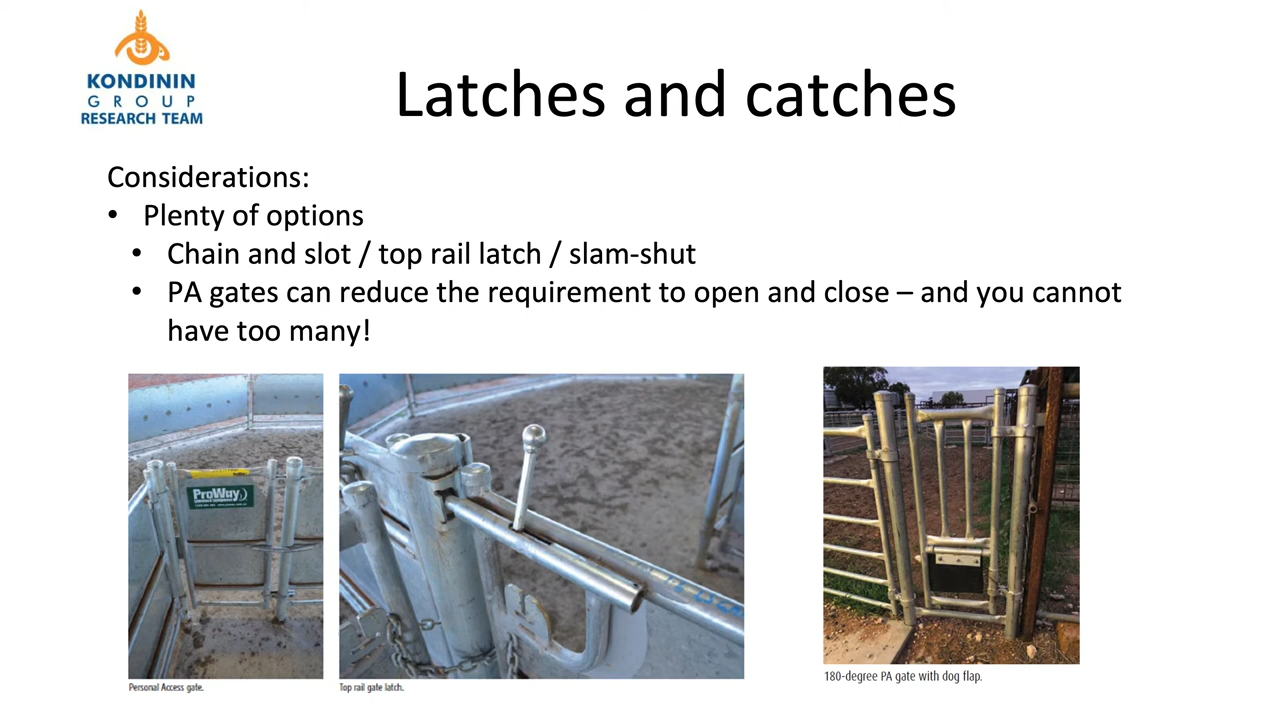 KONDININ
GROUP
RESEARCH TEAM
Latches and catches
Considerations:
• Plenty of options
• Chain and slot / top rail latch / slam-shut
• PA gates can reduce the requirement to open and close – and you cannot
have too many!
ProWay
Personal Access gate.
Top rail gate latch.
180-degree PA gate with dog flap.